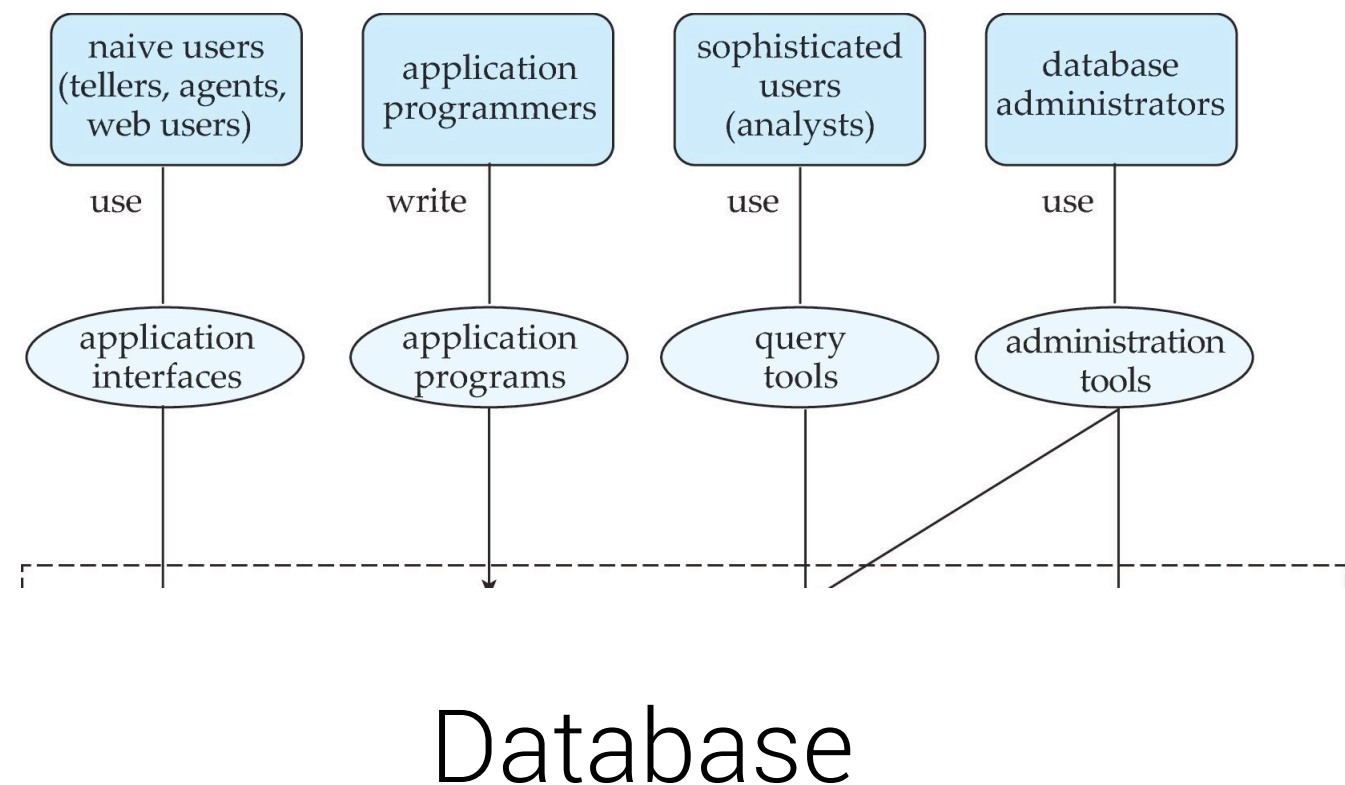 naive users
(tellers, agents,
web users)
application
programmers
sophisticated
users
(analysts)
database
administrators
use
write
use
use
application
interfaces
application
programs
query
tools
administration
tools
Database